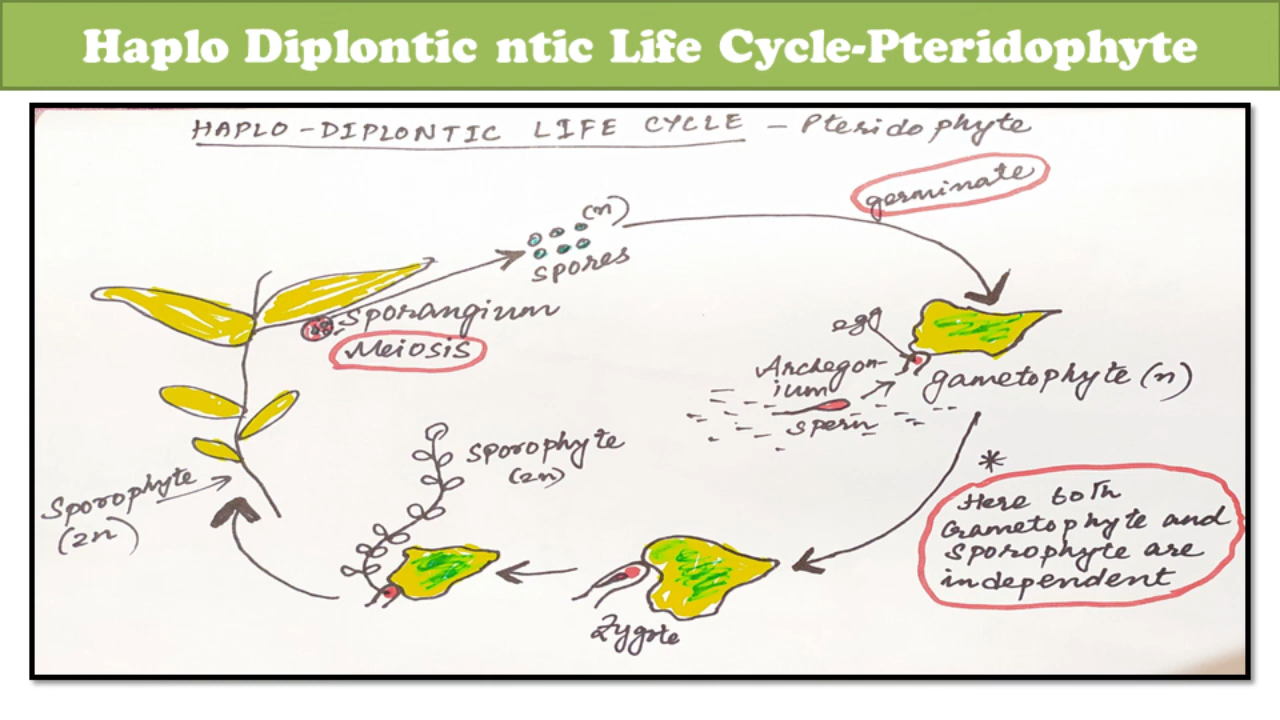 Haplo Diplontic ntic Life Cycle-Pteridophyte
HAPLO-DIPLONTIC LIFE CYCLE - Pteridophyte
germinate
(n)
spores
sporangium
Meiosis
egg
Archegon-
ium
sperm
gametophyte (n)
sporophyte
(2n)
Sporophyte
(2n)
*
Here both
Gametophyte and
Sporophyte are
independent
Zygote